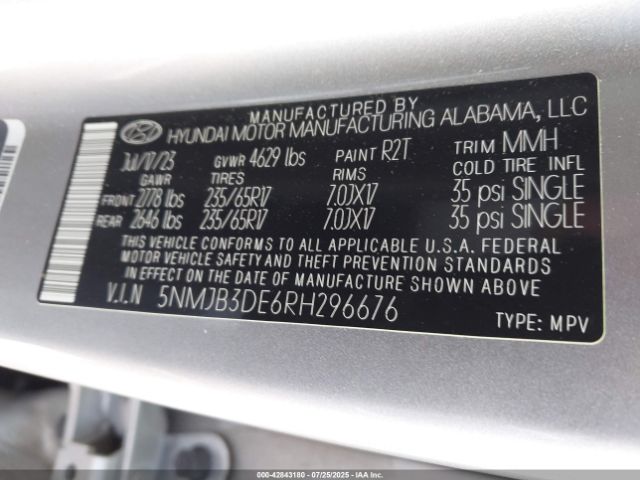 MANUFACTURED BY
HYUNDAI MOTOR MANUFACTURING ALABAMA, LLC
Jul/17/23 GVWR 4629 lbs PAINT R2T TRIM MMH
GAWR TIRES RIMS COLD TIRE INFL
FRONT 2778 lbs 235/65R17 7.0JX17 35 psi SINGLE
REAR 2646 lbs 235/65R17 7.0JX17 35 psi SINGLE
THIS VEHICLE CONFORMS TO ALL APPLICABLE U.S.A. FEDERAL
MOTOR VEHICLE SAFETY AND THEFT PREVENTION STANDARDS
IN EFFECT ON THE DATE OF MANUFACTURE SHOWN ABOVE.
V.I.N 5NMJB3DE6RH296676
TYPE: MPV
000-42843180 - 07/25/2025 - IAAI.com